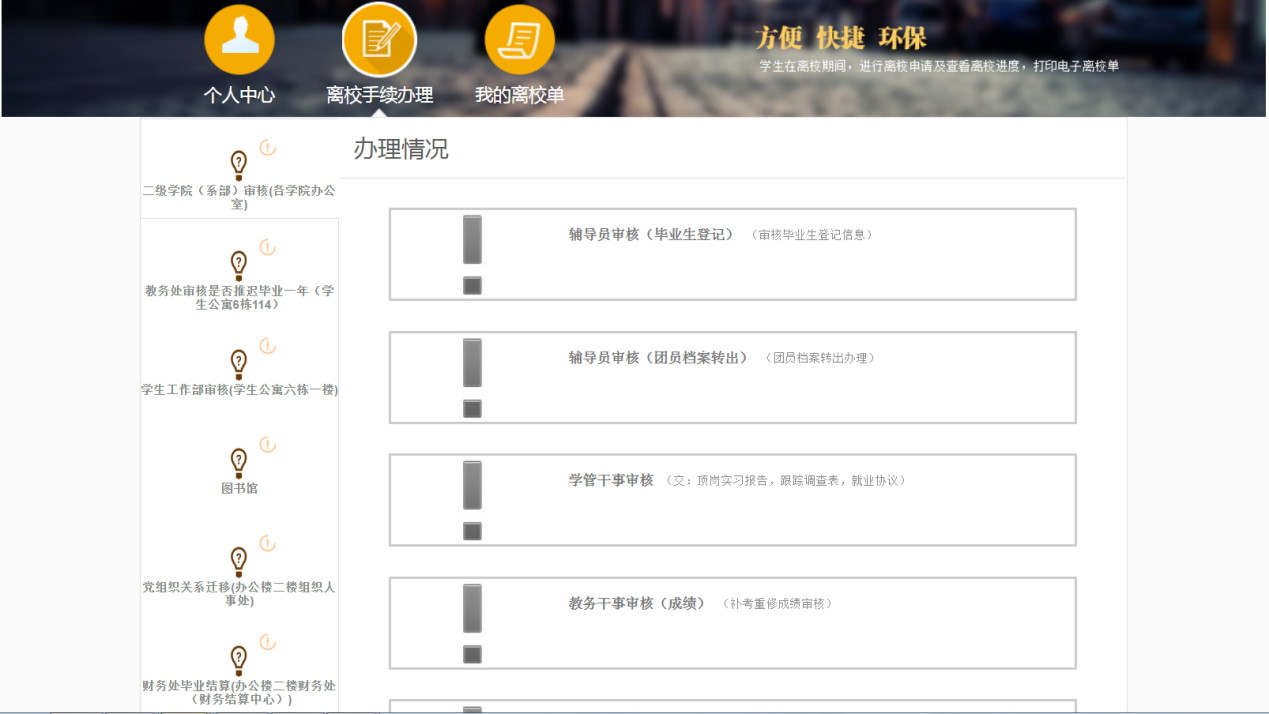 方便 快捷 环保
学生在离校期间，进行离校申请及查看离校进度，打印电子离校单
个人中心
离校手续办理
我的离校单
办理情况
二级学院（系部）审核(各学院办公
室)
教务处审核是否推迟毕业一年（学
生公寓6栋114）
学生工作部审核(学生公寓六栋一楼)
图书馆
党组织关系迁移(办公楼二楼组织人
事处)
财务处毕业结算(办公楼二楼财务处
（财务结算中心）)
辅导员审核（毕业生登记）（审核毕业生登记信息）
辅导员审核（团员档案转出）（团员档案转出办理）
学管干事审核（交：顶岗实习报告，跟踪调查表，就业协议）
教务干事审核（成绩）（补考重修成绩审核）